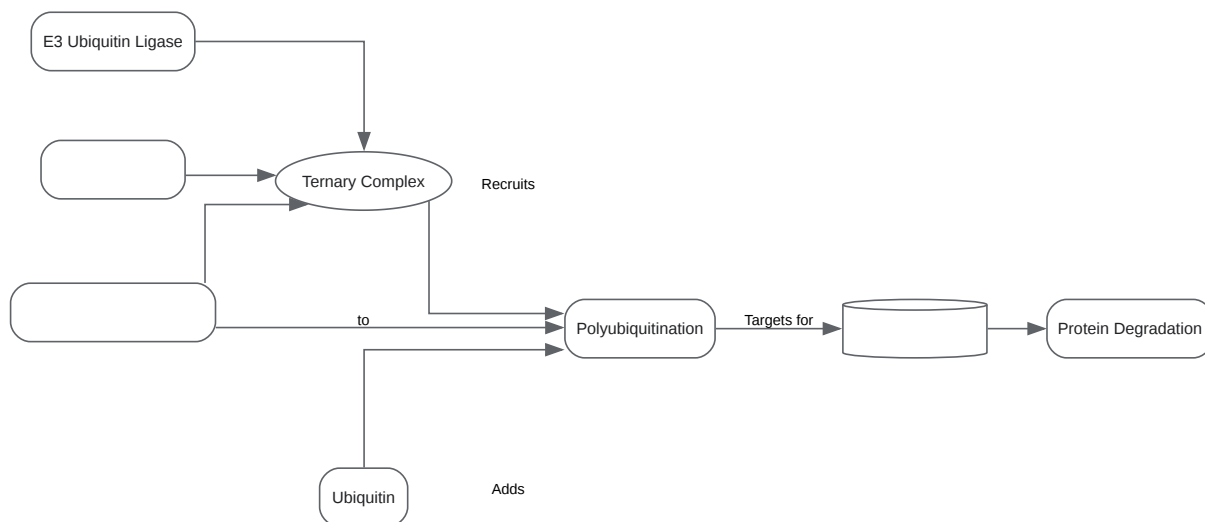 E3 Ubiquitin Ligase
Ternary Complex
Recruits
to
Polyubiquitination
Targets for
Protein Degradation
Ubiquitin
Adds